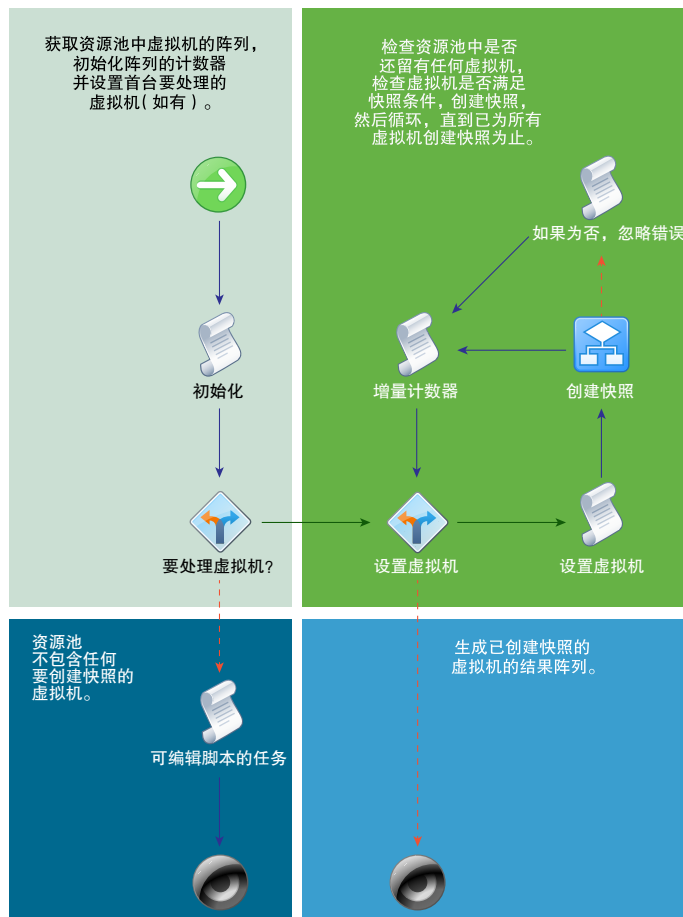 获取资源池中虚拟机的阵列，
初始化阵列的计数器
并设置首台要处理的
虚拟机（如有）。
初始化
要处理虚拟机？
检查资源池中是否
还留有任何虚拟机，
检查虚拟机是否满足
快照条件，创建快照，
然后循环，直到已为所有
虚拟机创建快照为止。
如果为否，忽略错误
增量计数器
创建快照
设置虚拟机
设置虚拟机
资源池
不包含任何
要创建快照的
虚拟机。
可编辑脚本的任务
生成已创建快照的
虚拟机的结果阵列。